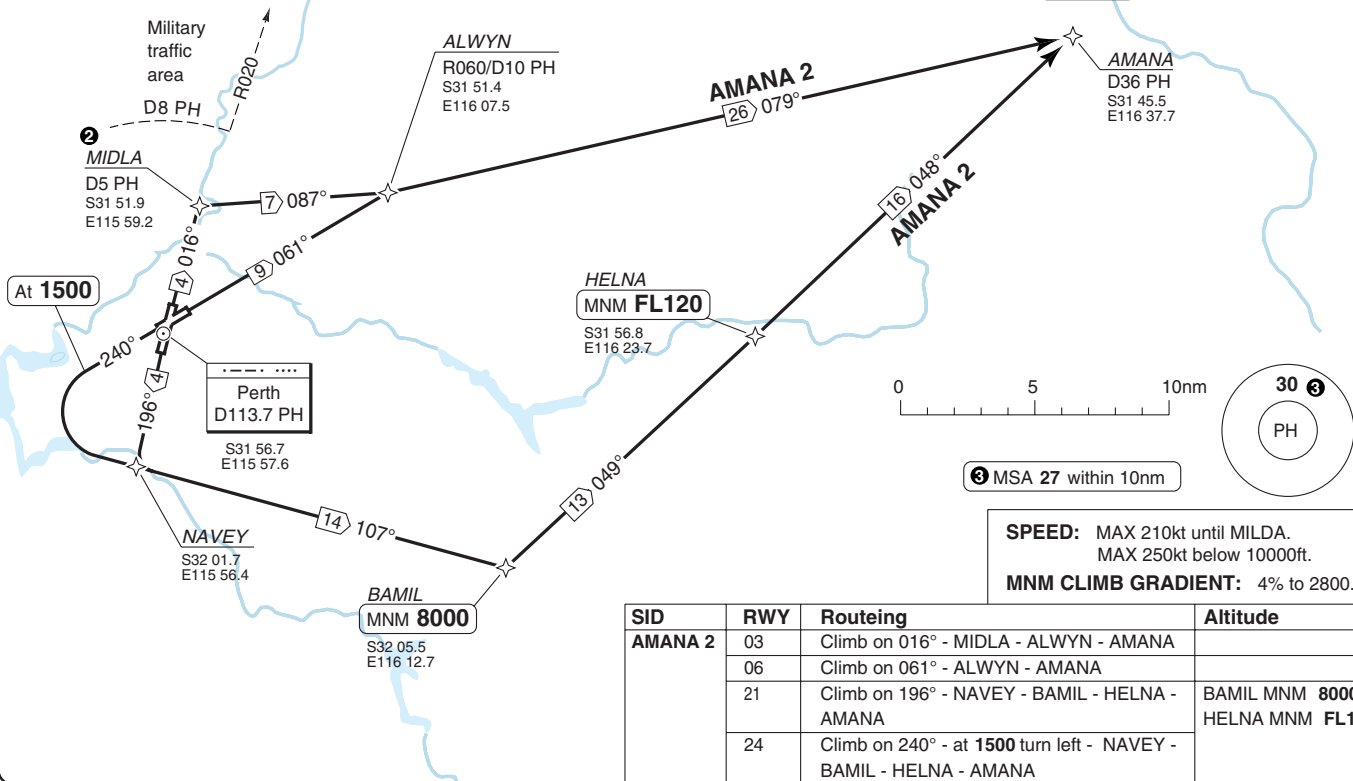 Military
traffic
area
R020
D8 PH
❷
MIDLA
D5 PH
S31 51.9
E115 59.2
ALWYN
R060/D10 PH
S31 51.4
E116 07.5
AMANA 2
26 079°
AMANA
D36 PH
S31 45.5
E116 37.7
7 087°
4 016°
9 061°
16 048°
AMANA 2
At 1500
240°
4 196°
Perth
D113.7 PH
S31 56.7
E115 57.6
HELNA
MNM FL120
S31 56.8
E116 23.7
0 5 10nm
30 ❸
PH
❸ MSA 27 within 10nm
13 049°
14 107°
NAVEY
S32 01.7
E115 56.4
BAMIL
MNM 8000
S32 05.5
E116 12.7
SPEED: MAX 210kt until MILDA.
MAX 250kt below 10000ft.
MNM CLIMB GRADIENT: 4% to 2800.
SID RWY Routeing Altitude
AMANA 2 03 Climb on 016° - MIDLA - ALWYN - AMANA
06 Climb on 061° - ALWYN - AMANA
21 Climb on 196° - NAVEY - BAMIL - HELNA - BAMIL MNM 8000
AMANA HELNA MNM FL1
24 Climb on 240° - at 1500 turn left - NAVEY -
BAMIL - HELNA - AMANA